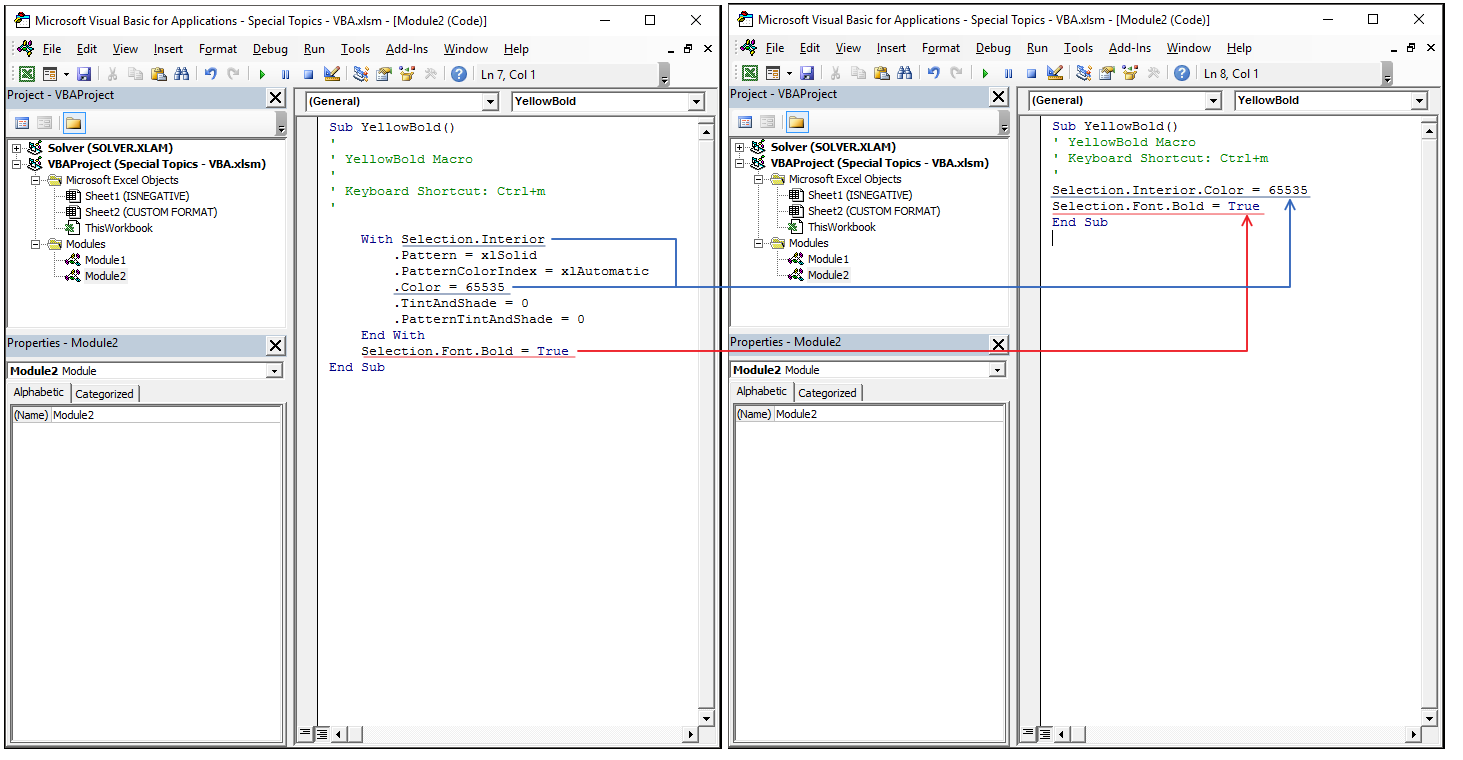 Microsoft Visual Basic for Applications - Special Topics - VBA.xlsm - [Module2 (Code)]
File Edit View Insert Format Debug Run Tools Add-Ins Window Help
Ln 7, Col 1
Project - VBAProject
Solver (SOLVER.XLAM)
VBAProject (Special Topics - VBA.xlsm)
Microsoft Excel Objects
Sheet1 (ISNEGATIVE)
Sheet2 (CUSTOM FORMAT)
ThisWorkbook
Modules
Module1
Module2
Properties - Module2
Module2 Module
Alphabetic Categorized
(Name) Module2
(General) YellowBold
Sub YellowBold()
'
' YellowBold Macro
'
' Keyboard Shortcut: Ctrl+m
'
With Selection.Interior
.Pattern = xlSolid
.PatternColorIndex = xlAutomatic
.Color = 65535
.TintAndShade = 0
.PatternTintAndShade = 0
End With
Selection.Font.Bold = True
End Sub
Microsoft Visual Basic for Applications - Special Topics - VBA.xlsm - [Module2 (Code)]
File Edit View Insert Format Debug Run Tools Add-Ins Window Help
Ln 8, Col 1
Project - VBAProject
Solver (SOLVER.XLAM)
VBAProject (Special Topics - VBA.xlsm)
Microsoft Excel Objects
Sheet1 (ISNEGATIVE)
Sheet2 (CUSTOM FORMAT)
ThisWorkbook
Modules
Module1
Module2
Properties - Module2
Module2 Module
Alphabetic Categorized
(Name) Module2
(General) YellowBold
Sub YellowBold()
' YellowBold Macro
' Keyboard Shortcut: Ctrl+m
'
Selection.Interior.Color = 65535
Selection.Font.Bold = True
End Sub